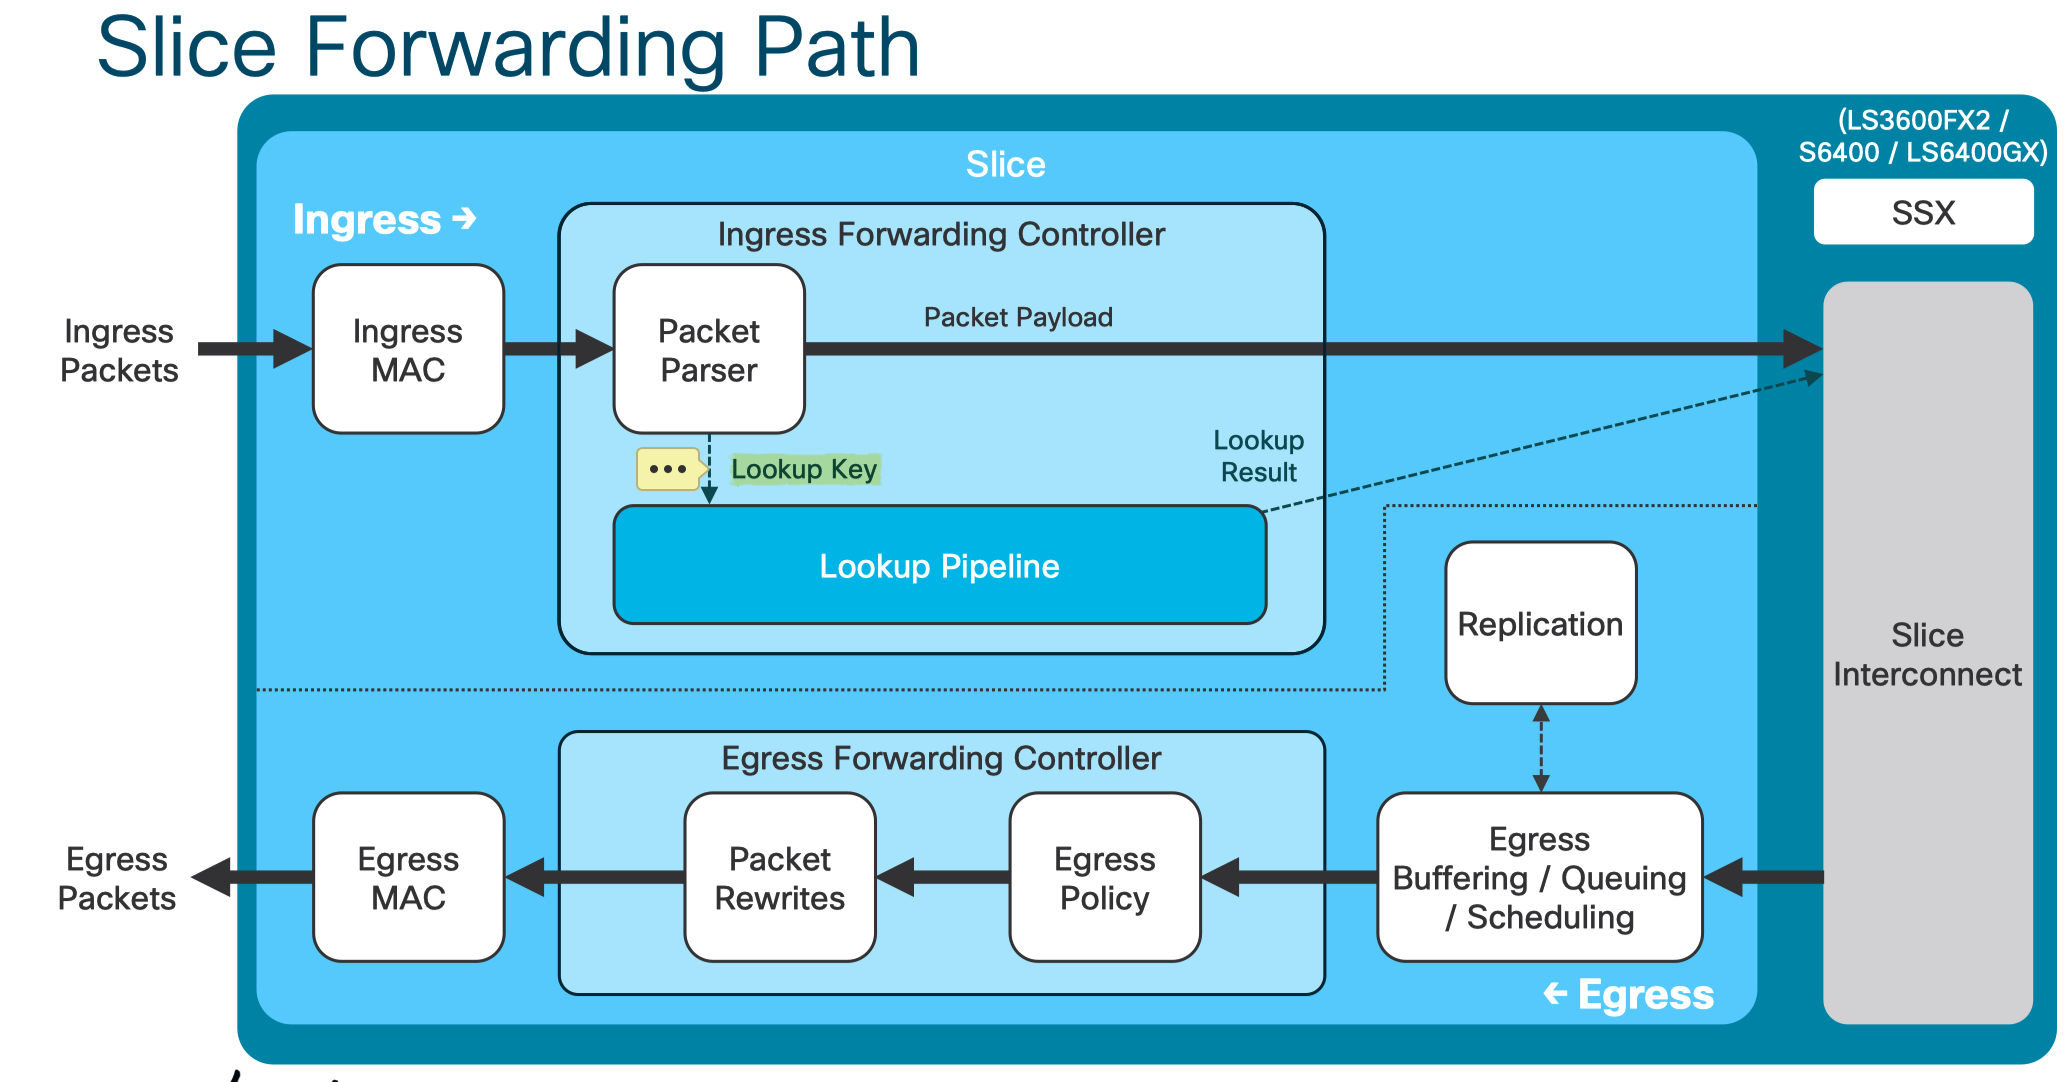 Slice Forwarding Path
(LS3600FX2 /
S6400 / LS6400GX)
SSX
Slice
Ingress →
Ingress Forwarding Controller
Ingress
Packets
Ingress
MAC
Packet
Parser
Packet Payload
Lookup Key
Lookup
Result
Lookup Pipeline
Replication
Slice
Interconnect
Egress Forwarding Controller
Egress
Packets
Egress
MAC
Packet
Rewrites
Egress
Policy
Egress
Buffering / Queuing
/ Scheduling
← Egress